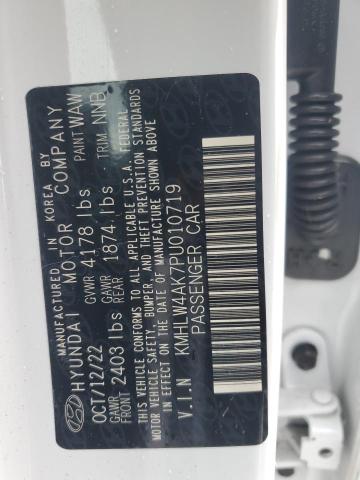 MANUFACTURED IN KOREA BY
HYUNDAI MOTOR COMPANY
OCT/12/22 GVWR 4178 lbs PAINT WAW
GAWR FRONT 2403 lbs GAWR REAR 1874 lbs TRIM NNB
THIS VEHICLE CONFORMS TO ALL APPLICABLE U.S.A. FEDERAL
MOTOR VEHICLE SAFETY, BUMPER, AND THEFT PREVENTION STANDARDS
IN EFFECT ON THE DATE OF MANUFACTURE SHOWN ABOVE
V.I.N KMHLW4AK7PU010719
PASSENGER CAR